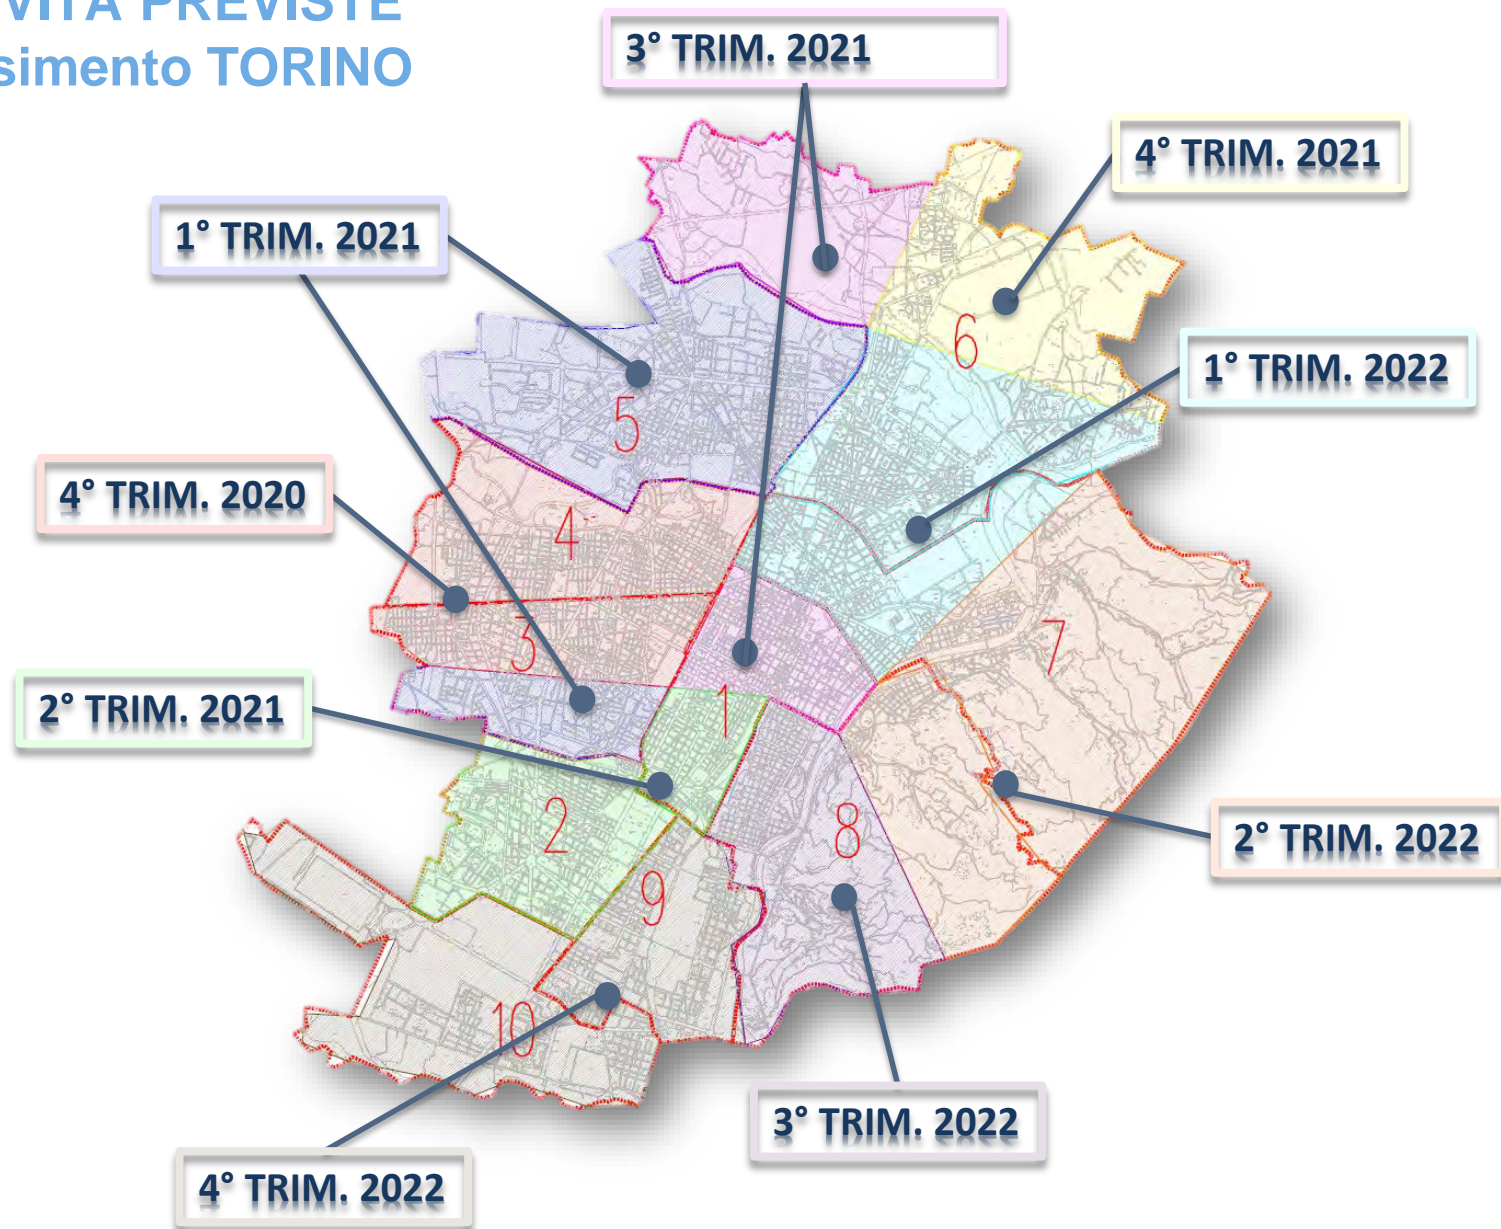 VITÀ PREVISTE
simento TORINO
3° TRIM. 2021
4° TRIM. 2021
1° TRIM. 2021
6
1° TRIM. 2022
5
4° TRIM. 2020
4
3
7
2° TRIM. 2021
1
2
8
2° TRIM. 2022
9
10
3° TRIM. 2022
4° TRIM. 2022